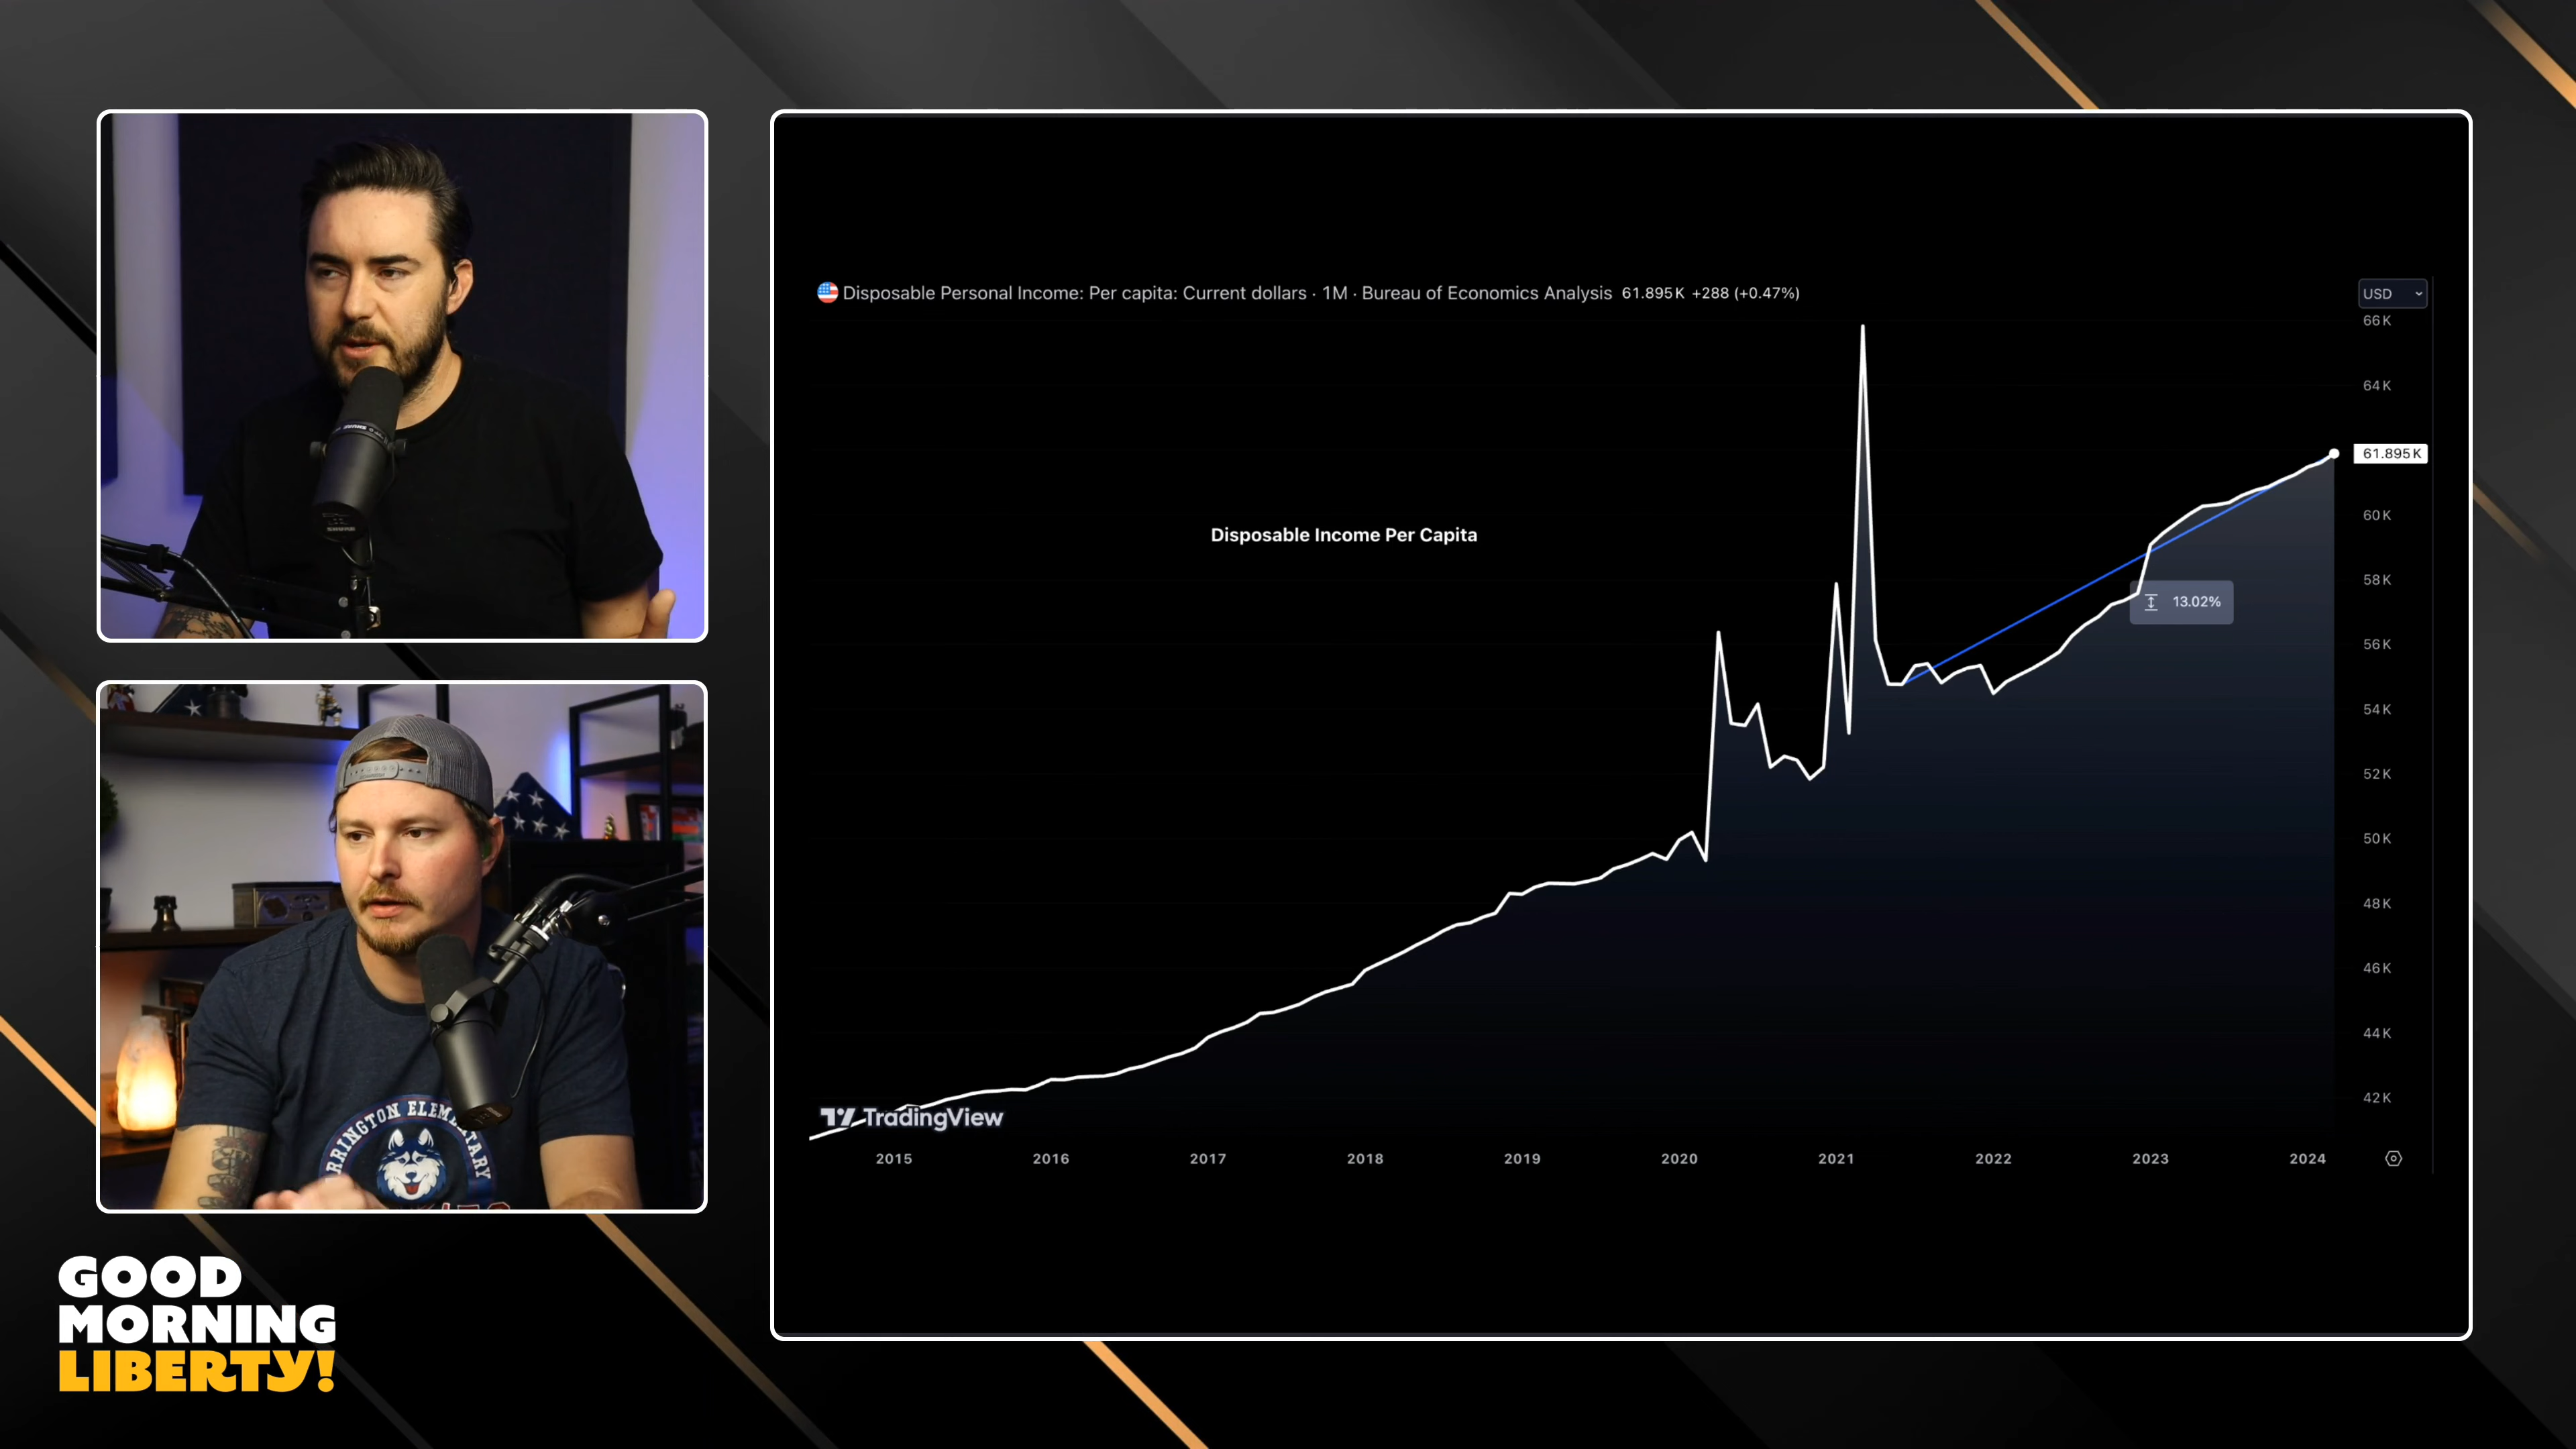 Disposable Personal Income: Per capita: Current dollars · 1M · Bureau of Economics Analysis 61.895K +288 (+0.47%)
USD
66K
64K
61.895K
60K
58K
56K
54K
52K
50K
48K
46K
44K
42K
Disposable Income Per Capita
13.02%
TradingView
2015 2016 2017 2018 2019 2020 2021 2022 2023 2024
RRINGTON ELEMENTARY
GOOD
MORNING
LIBERTY!